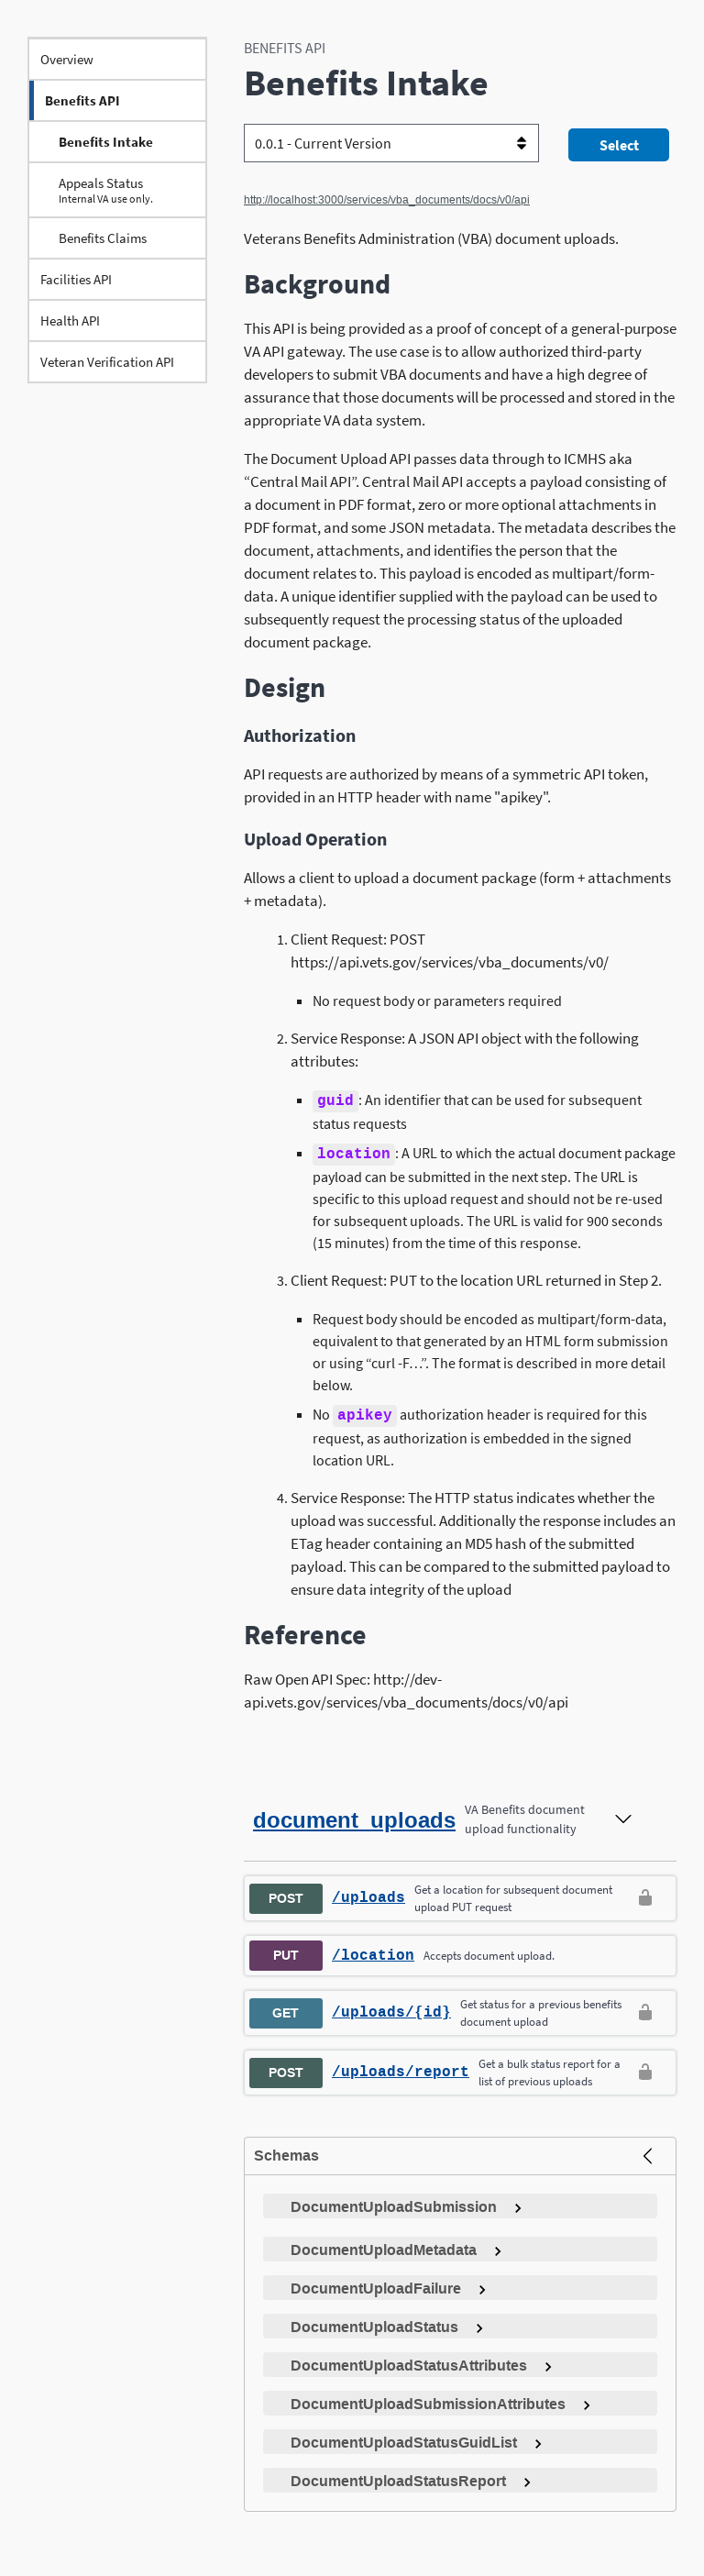 Overview
Benefits API
Benefits Intake
Appeals Status
Internal VA use only.
Benefits Claims
Facilities API
Health API
Veteran Verification API
BENEFITS API
Benefits Intake
0.0.1 - Current Version
Select
http://localhost:3000/services/vba_documents/docs/v0/api
Veterans Benefits Administration (VBA) document uploads.
Background
This API is being provided as a proof of concept of a general-purpose
VA API gateway. The use case is to allow authorized third-party
developers to submit VBA documents and have a high degree of
assurance that those documents will be processed and stored in the
appropriate VA data system.
The Document Upload API passes data through to ICMHS aka
“Central Mail API”. Central Mail API accepts a payload consisting of
a document in PDF format, zero or more optional attachments in
PDF format, and some JSON metadata. The metadata describes the
document, attachments, and identifies the person that the
document relates to. This payload is encoded as multipart/form-
data. A unique identifier supplied with the payload can be used to
subsequently request the processing status of the uploaded
document package.
Design
Authorization
API requests are authorized by means of a symmetric API token,
provided in an HTTP header with name "apikey".
Upload Operation
Allows a client to upload a document package (form + attachments
+ metadata).
1. Client Request: POST
https://api.vets.gov/services/vba_documents/v0/
▪ No request body or parameters required
2. Service Response: A JSON API object with the following
attributes:
▪ guid: An identifier that can be used for subsequent
status requests
▪ location: A URL to which the actual document package
payload can be submitted in the next step. The URL is
specific to this upload request and should not be re-used
for subsequent uploads. The URL is valid for 900 seconds
(15 minutes) from the time of this response.
3. Client Request: PUT to the location URL returned in Step 2.
▪ Request body should be encoded as multipart/form-data,
equivalent to that generated by an HTML form submission
or using “curl -F…”. The format is described in more detail
below.
▪ No apikey authorization header is required for this
request, as authorization is embedded in the signed
location URL.
4. Service Response: The HTTP status indicates whether the
upload was successful. Additionally the response includes an
ETag header containing an MD5 hash of the submitted
payload. This can be compared to the submitted payload to
ensure data integrity of the upload
Reference
Raw Open API Spec: http://dev-
api.vets.gov/services/vba_documents/docs/v0/api
document_uploads
VA Benefits document
upload functionality
POST /uploads
Get a location for subsequent document
upload PUT request
PUT /location Accepts document upload.
GET /uploads/{id}
Get status for a previous benefits
document upload
POST /uploads/report
Get a bulk status report for a
list of previous uploads
Schemas
DocumentUploadSubmission
DocumentUploadMetadata
DocumentUploadFailure
DocumentUploadStatus
DocumentUploadStatusAttributes
DocumentUploadSubmissionAttributes
DocumentUploadStatusGuidList
DocumentUploadStatusReport